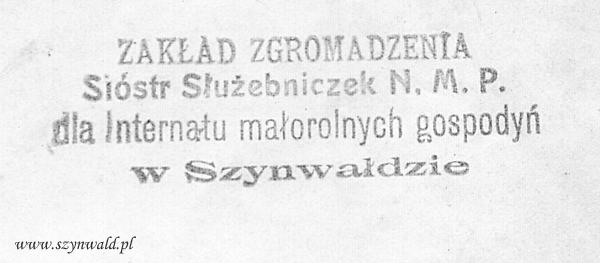 ZAKŁAD ZGROMADZENIA
Sióstr Służebniczek N. M. P.
dla Internatu małorolnych gospodyń
w Szynwałdzie
www.szynwald.pl